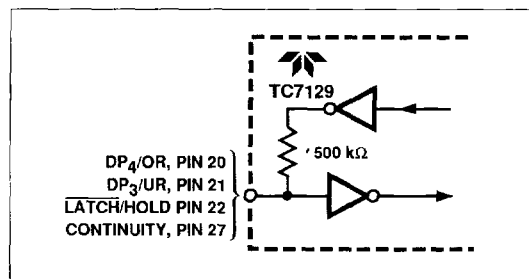 TC7129
500 kΩ
DP4/OR, PIN 20
DP3/UR, PIN 21
LATCH/HOLD PIN 22
CONTINUITY, PIN 27